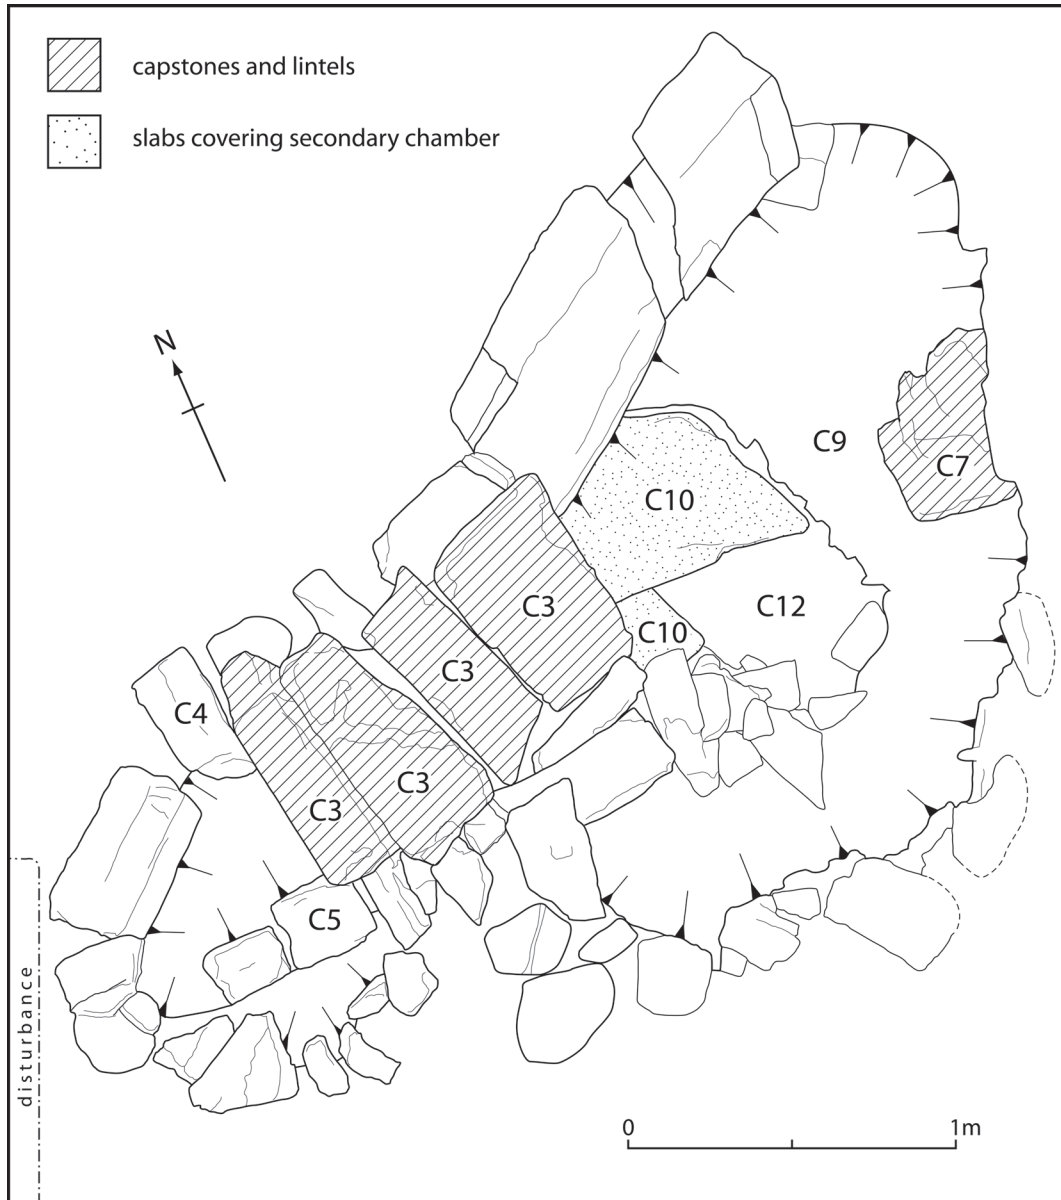 capstones and lintels
slabs covering secondary chamber
N
C9
C7
C10
C3
C12
C10
C3
C4
C3
C3
C5
disturbance
0 1m